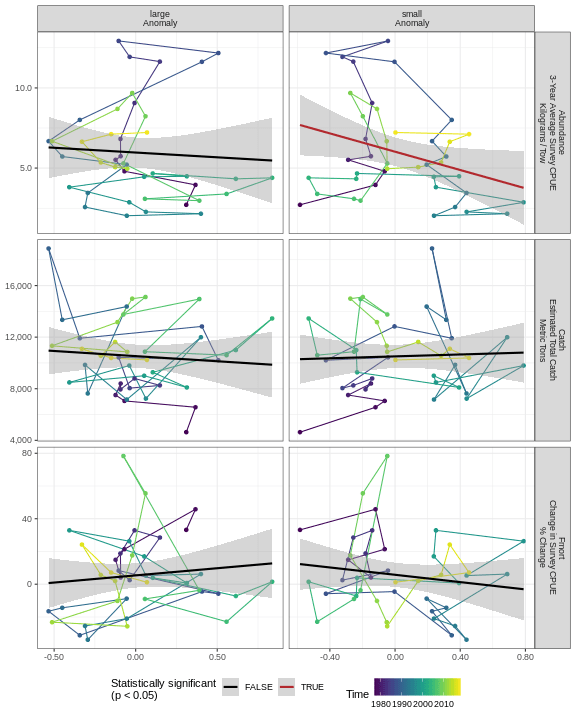 large
Anomaly
small
Anomaly
10.0
5.0
Abundance
3-Year Average Survey CPUE
Kilograms / Tow
16,000
12,000
8,000
4,000
Catch
Estimated Total Catch
Metric Tons
80
40
0
Fmort
Change in Survey CPUE
% Change
-0.50
0.00
0.50
-0.40
0.00
0.40
0.80
Statistically significant
(p < 0.05)
FALSE
TRUE
Time
1980 1990 2000 2010